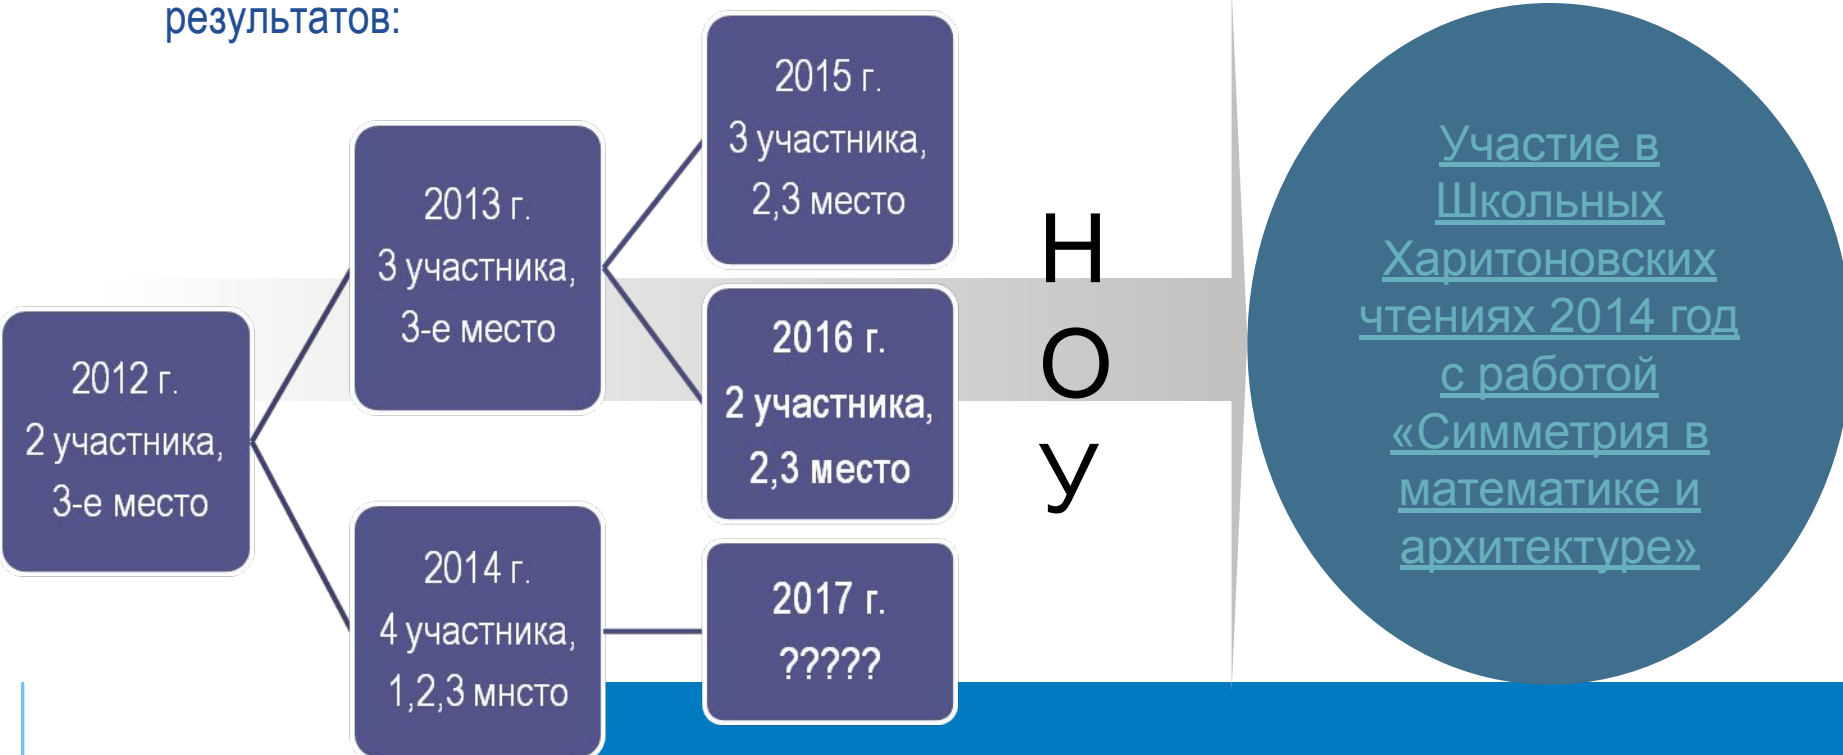 результатов:
2012 г.
2 участника,
3-е место
2013 г.
3 участника,
3-е место
2014 г.
4 участника,
1,2,3 мнсто
2015 г.
3 участника,
2,3 место
2016 г.
2 участника,
2,3 место
2017 г.
?????
Н
О
У
Участие в
Школьных
Харитоновских
чтениях 2014 год
с работой
«Симметрия в
математике и
архитектуре»